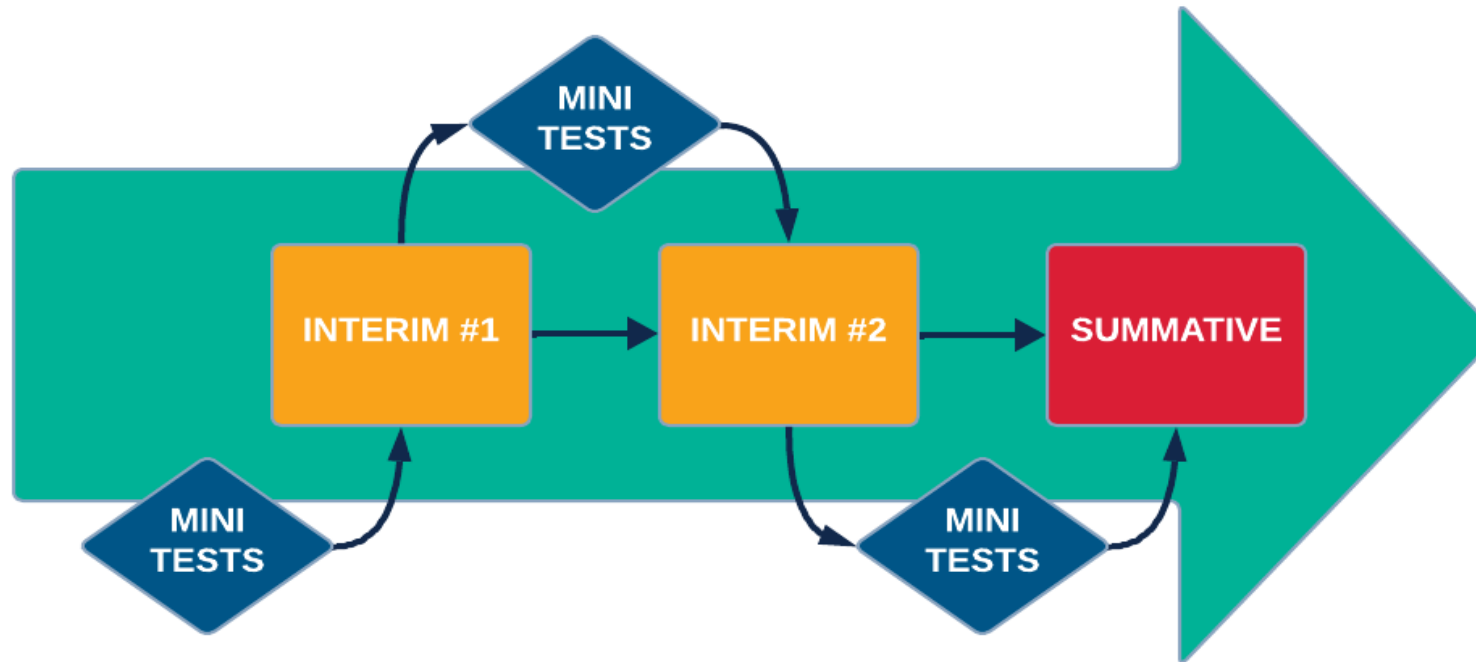 MINI
TESTS
INTERIM #1
INTERIM #2
SUMMATIVE
MINI
TESTS
MINI
TESTS